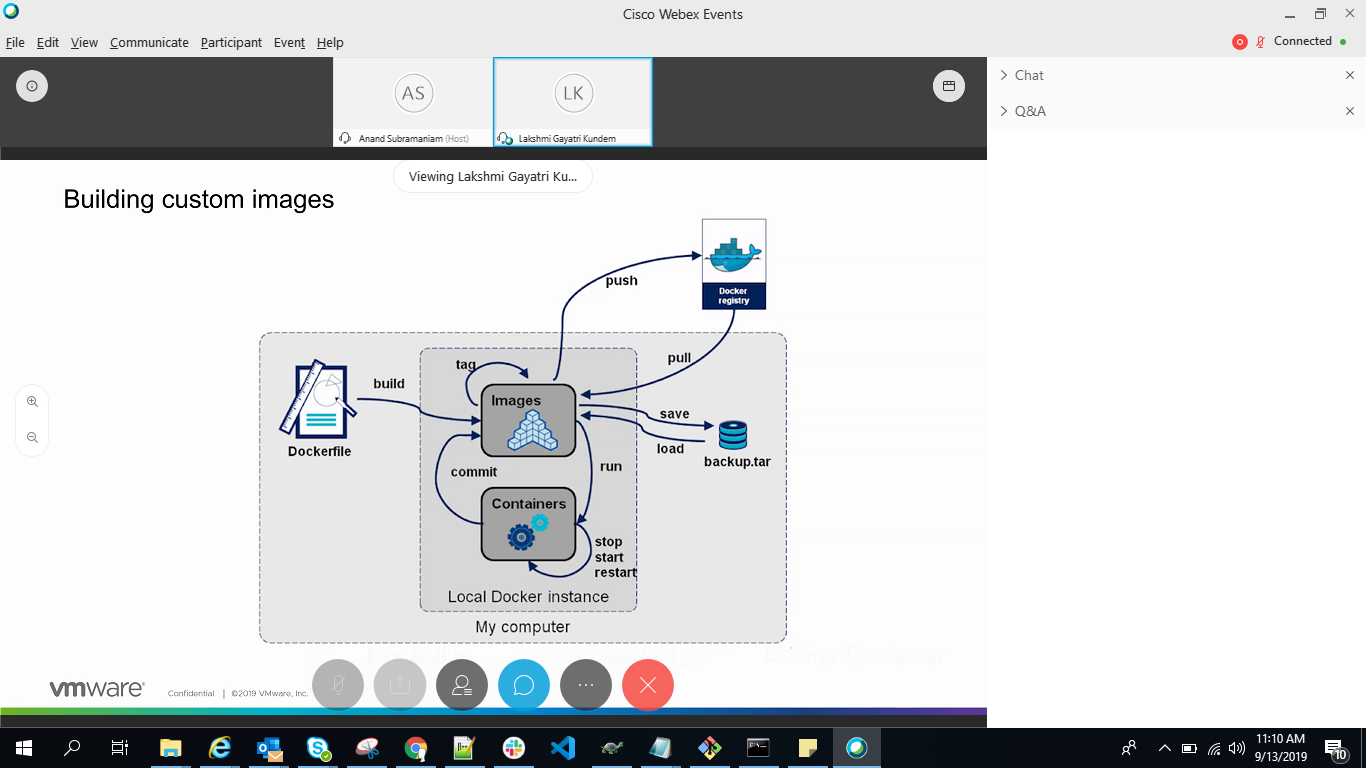 Cisco Webex Events
File Edit View Communicate Participant Event Help
Connected
AS
LK
Anand Subramaniam (Host)
Lakshmi Gayatri Kundem
Chat
Q&A
Viewing Lakshmi Gayatri Ku...
Building custom images
Docker
registry
push
pull
tag
build
Images
save
load
backup.tar
Dockerfile
commit
run
Containers
stop
start
restart
Local Docker instance
My computer
vmware
Confidential | ©2019 VMware, Inc.
11:10 AM
9/13/2019
10